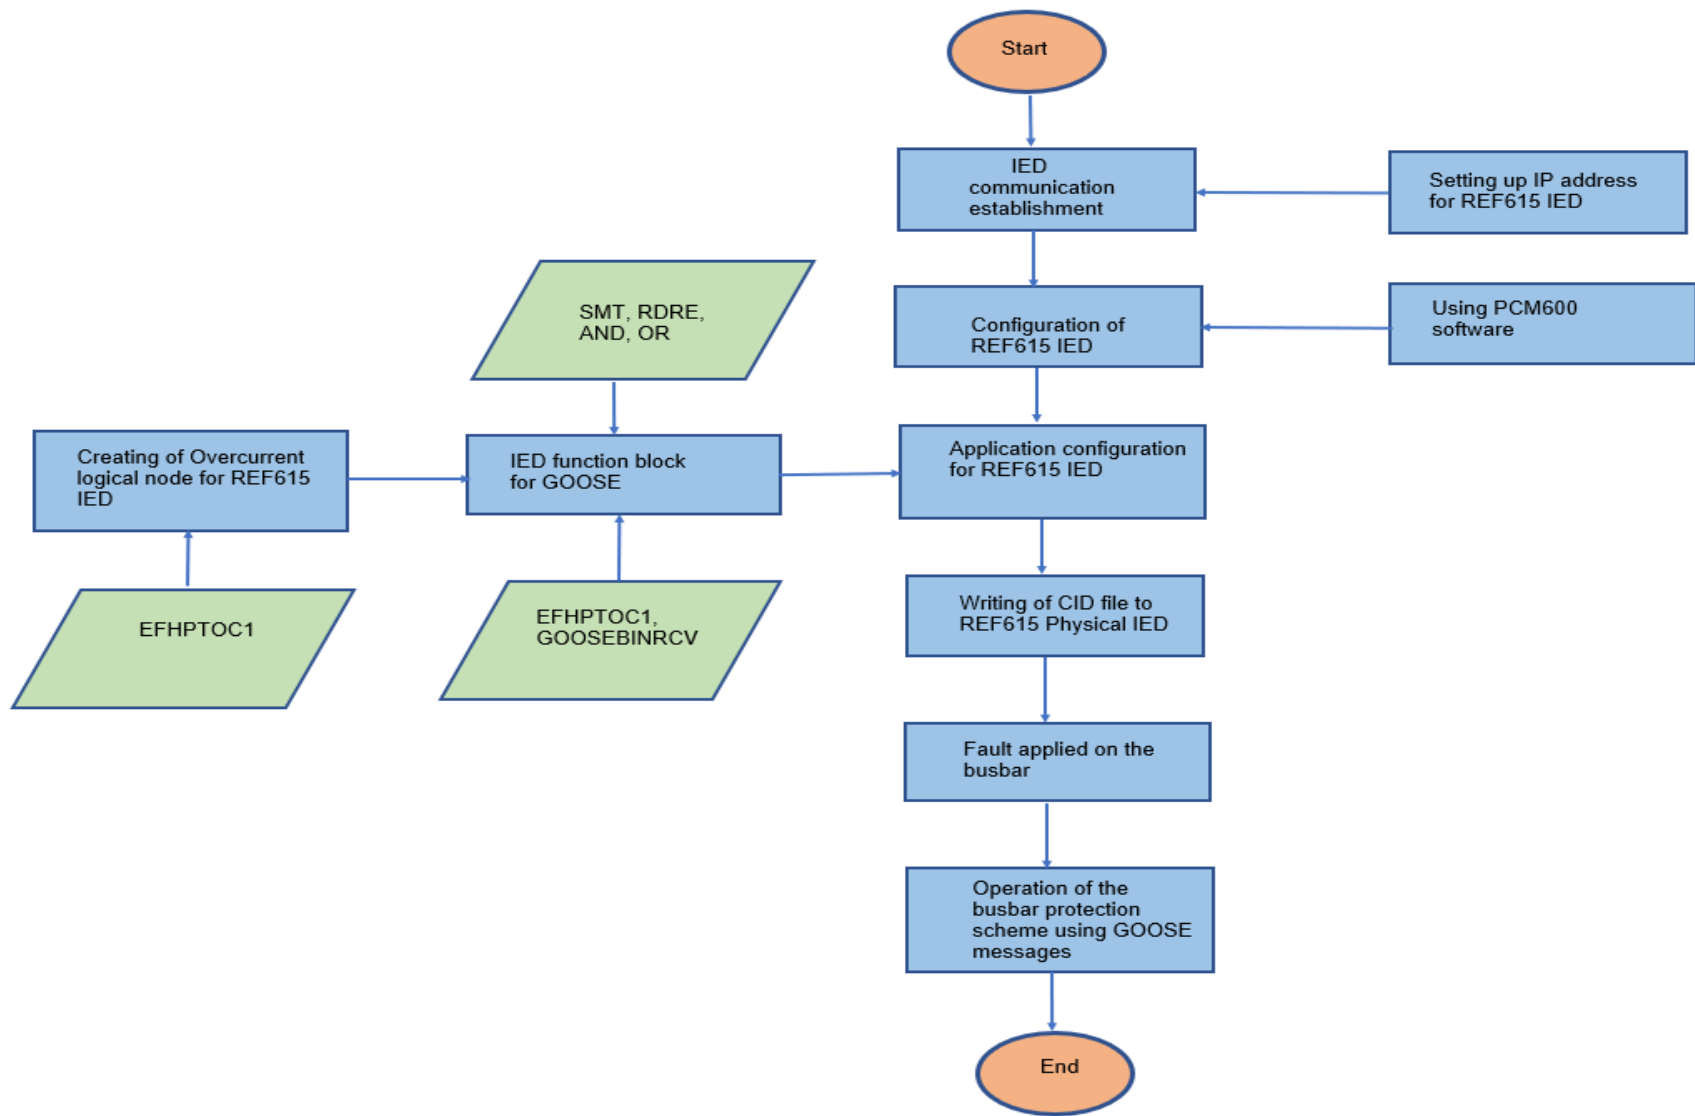 Start
IED
communication
establishment
Setting up IP address
for REF615 IED
Configuration of
REF615 IED
Using PCM600
software
SMT, RDRE,
AND, OR
Creating of Overcurrent
logical node for REF615
IED
IED function block
for GOOSE
Application configuration
for REF615 IED
EFHPTOC1
EFHPTOC1,
GOOSEBINRCV
Writing of CID file to
REF615 Physical IED
Fault applied on the
busbar
Operation of the
busbar protection
scheme using GOOSE
messages
End